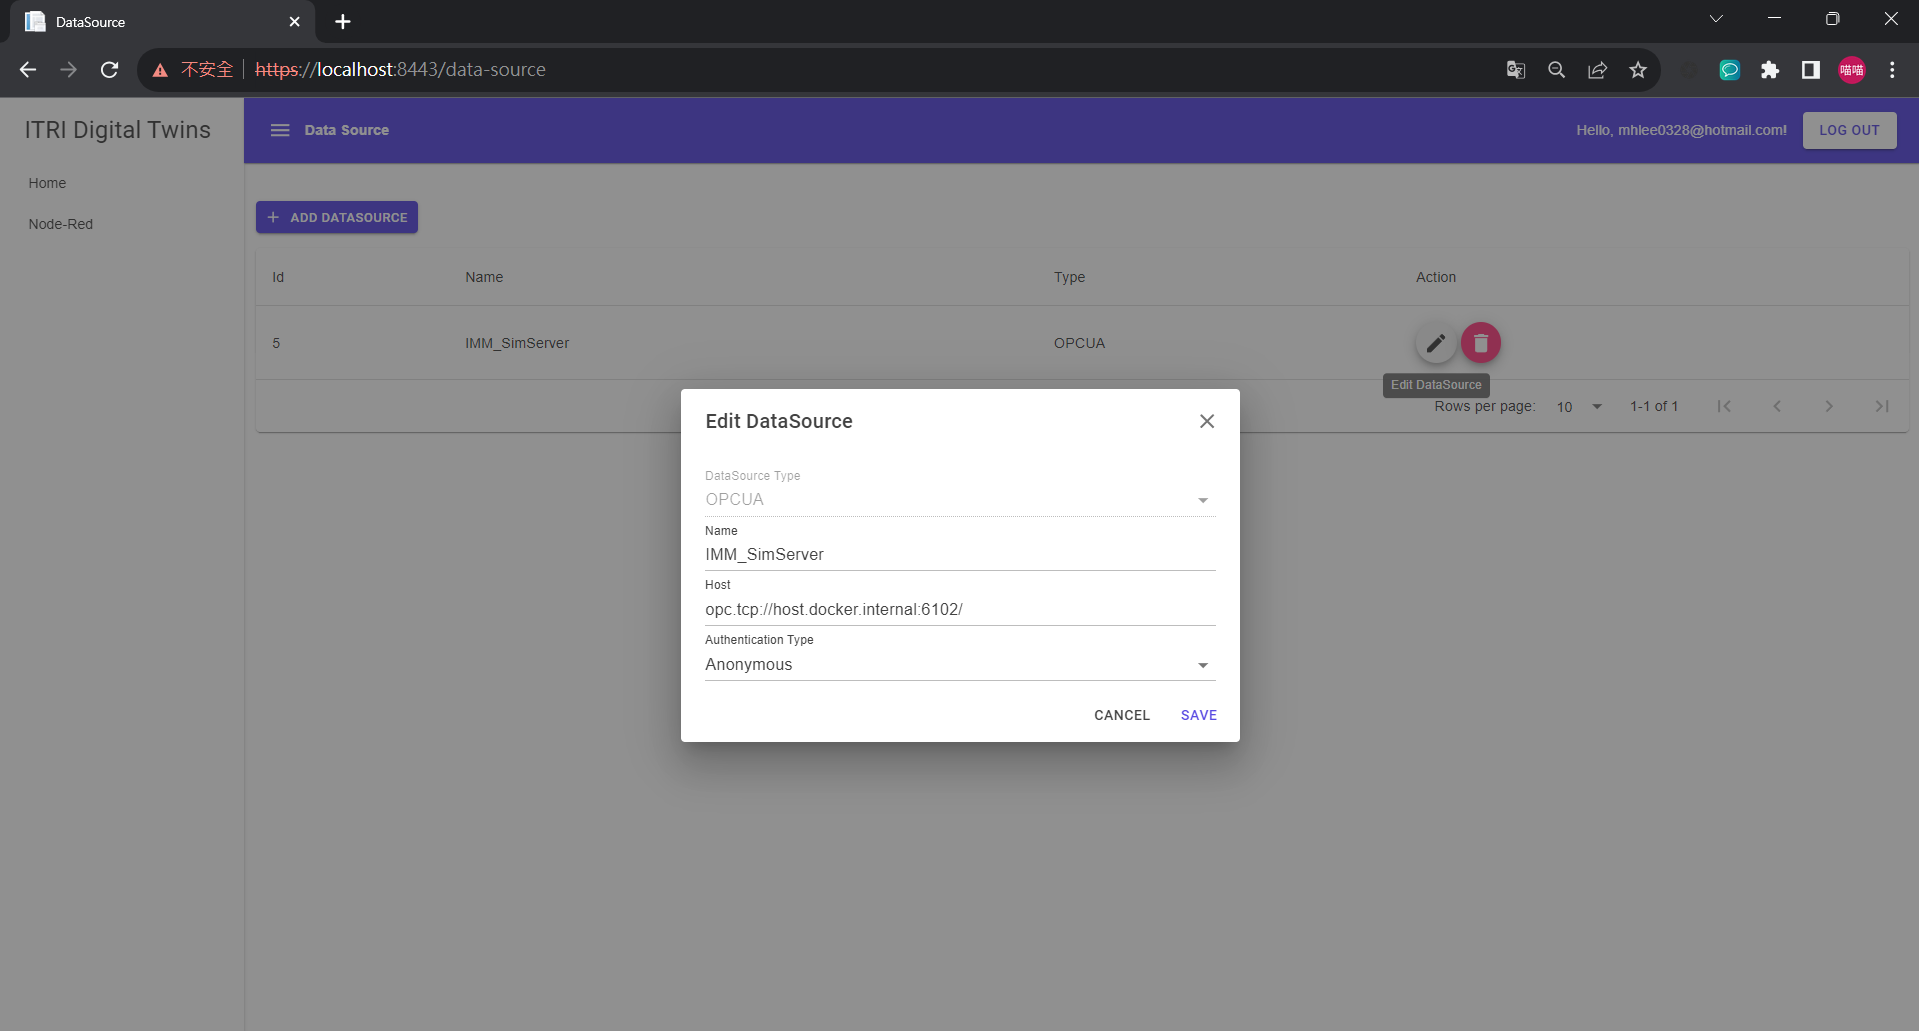 DataSource
不安全 https://localhost:8443/data-source
喵喵
ITRI Digital Twins
Home
Node-Red
Data Source
Hello, mhlee0328@hotmail.com!
LOG OUT
ADD DATASOURCE
Id Name Type Action
5 IMM_SimServer OPCUA
Edit DataSource
Rows per page: 10 1-1 of 1
Edit DataSource
DataSource Type
OPCUA
Name
IMM_SimServer
Host
opc.tcp://host.docker.internal:6102/
Authentication Type
Anonymous
CANCEL SAVE